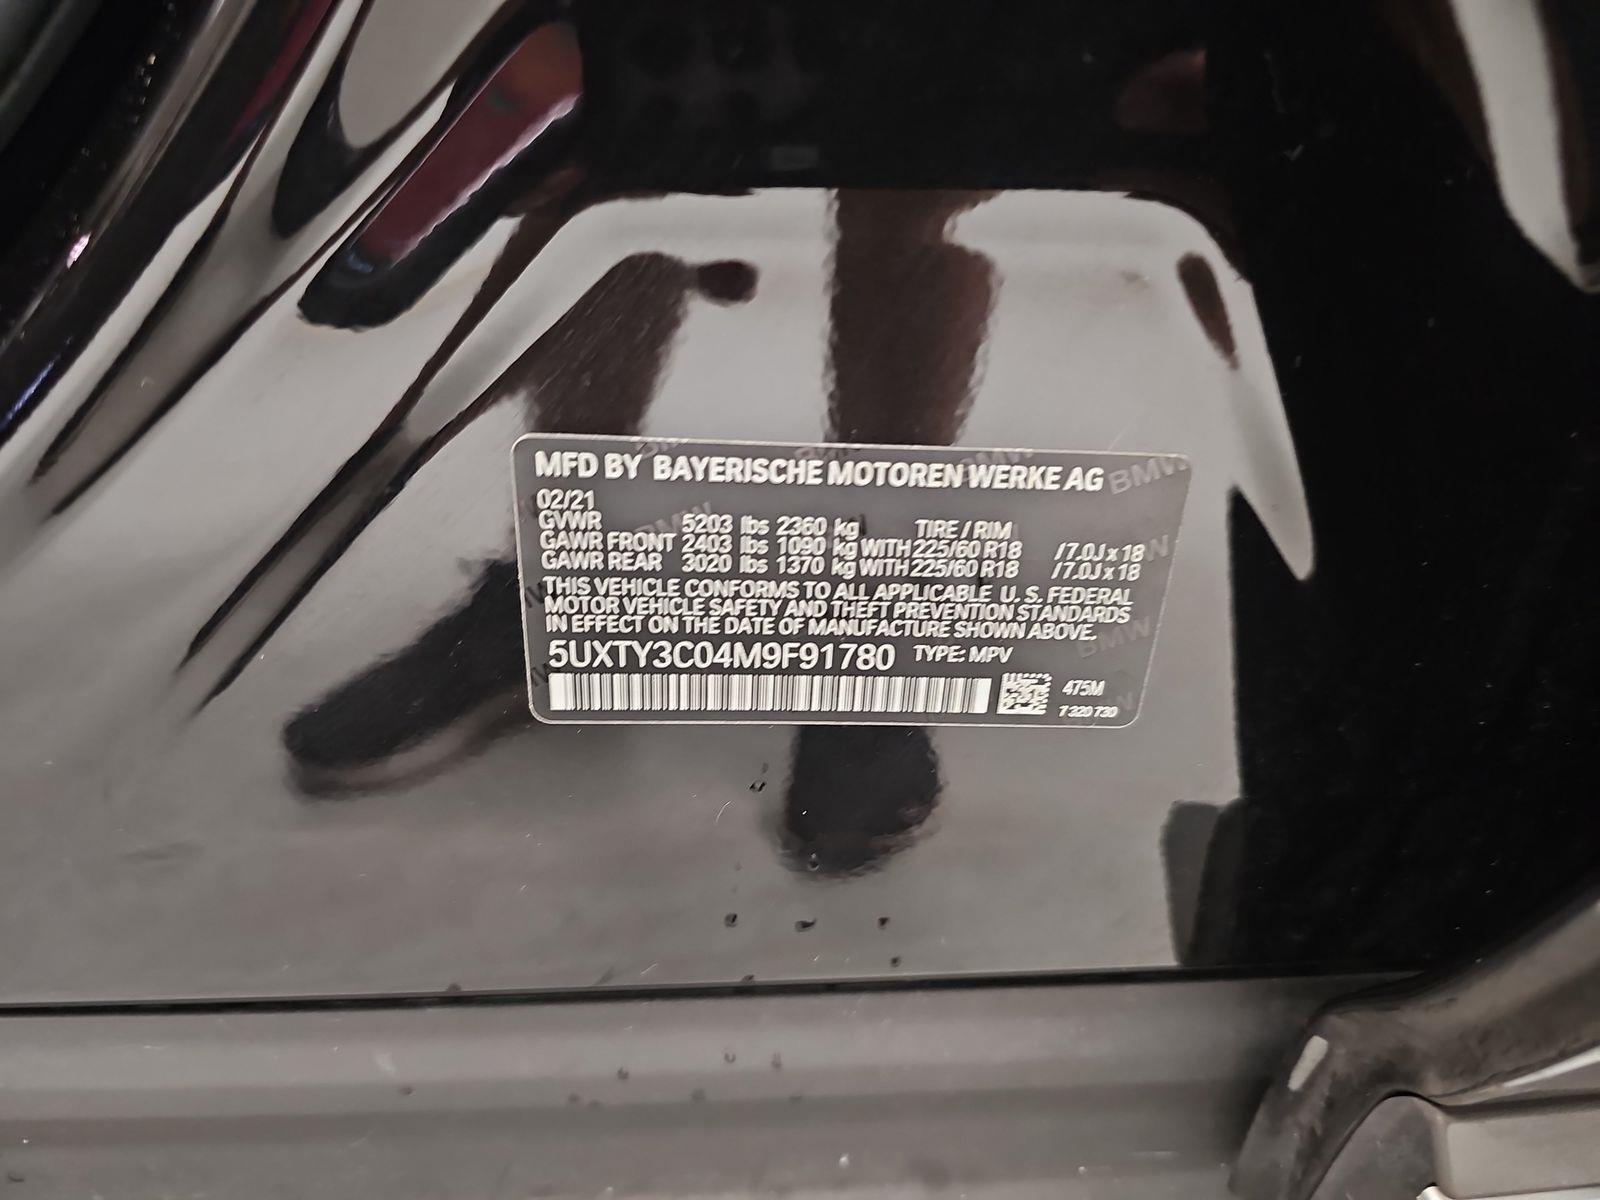 MFD BY BAYERISCHE MOTOREN WERKE AG
02/21
GVWR 5203 lbs 2360 kg TIRE / RIM
GAWR FRONT 2403 lbs 1090 kg WITH 225/60 R18 /7.0J x 18
GAWR REAR 3020 lbs 1370 kg WITH 225/60 R18 /7.0J x 18
THIS VEHICLE CONFORMS TO ALL APPLICABLE U. S. FEDERAL
MOTOR VEHICLE SAFETY AND THEFT PREVENTION STANDARDS
IN EFFECT ON THE DATE OF MANUFACTURE SHOWN ABOVE.
5UXTY3C04M9F91780 TYPE: MPV
475M
7 320 730